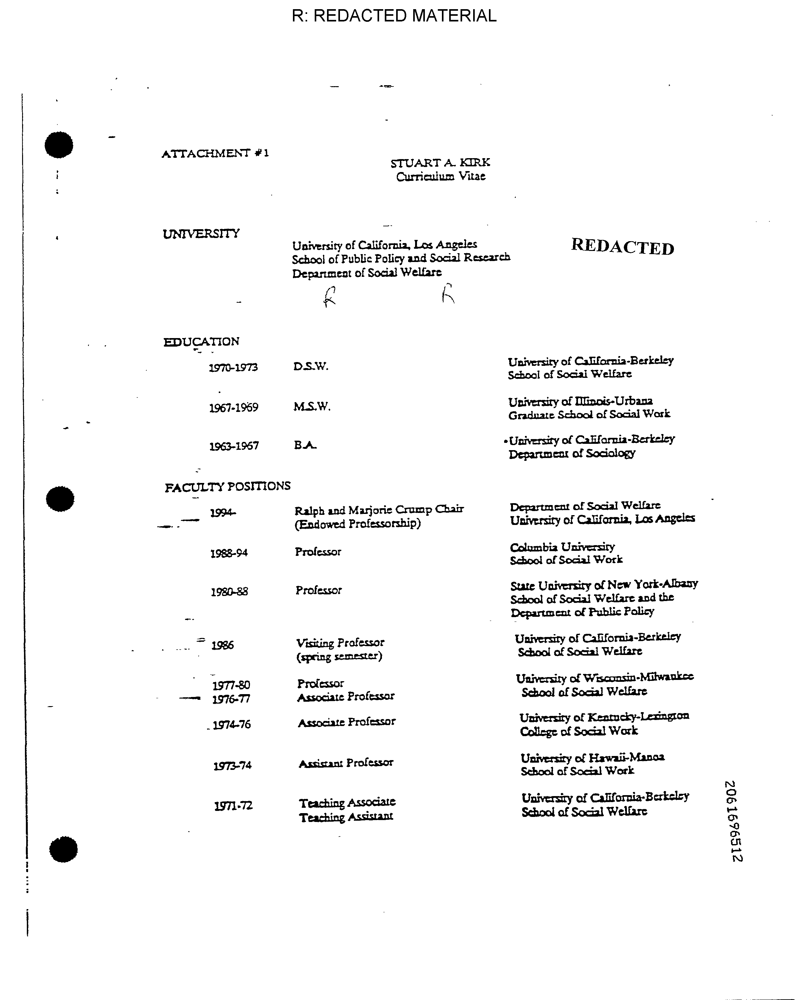 R: REDACTED MATERIAL
ATTACHMENT #1
STUART A. KIRK
Curriculum Vitae
UNIVERSITY
University of California, Los Angeles
School of Public Policy and Social Research
Department of Social Welfare
REDACTED
R R
EDUCATION
1970-1973 D.S.W. University of California-Berkeley
School of Social Welfare
1967-1969 M.S.W. University of Illinois-Urbana
Graduate School of Social Work
1963-1967 B.A. University of California-Berkeley
Department of Sociology
FACULTY POSITIONS
1994- Ralph and Marjorie Crump Chair Department of Social Welfare
(Endowed Professorship) University of California, Los Angeles
1988-94 Professor Columbia University
School of Social Work
1980-88 Professor State University of New York-Albany
School of Social Welfare and the
Department of Public Policy
1986 Visiting Professor University of California-Berkeley
(spring semester) School of Social Welfare
1977-80 Professor University of Wisconsin-Milwaukee
1976-77 Associate Professor School of Social Welfare
1974-76 Associate Professor University of Kentucky-Lexington
College of Social Work
1973-74 Assistant Professor University of Hawaii-Manoa
School of Social Work
1971-72 Teaching Associate University of California-Berkeley
Teaching Assistant School of Social Welfare
2061696512